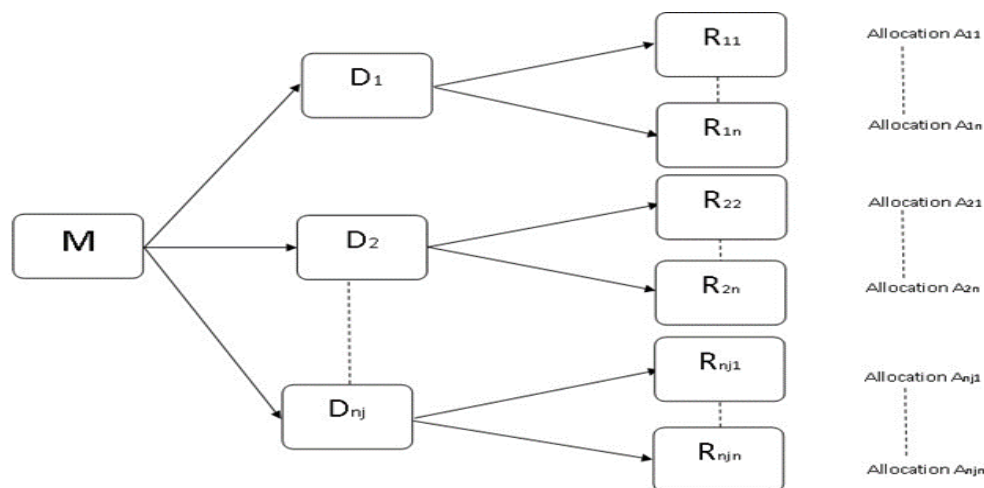 R11
Allocation A11
D1
R1n
Allocation A1n
M
D2
R22
Allocation A21
R2n
Allocation A2n
Dnj
Rnj1
Allocation Anj1
Rnjn
Allocation Anjn